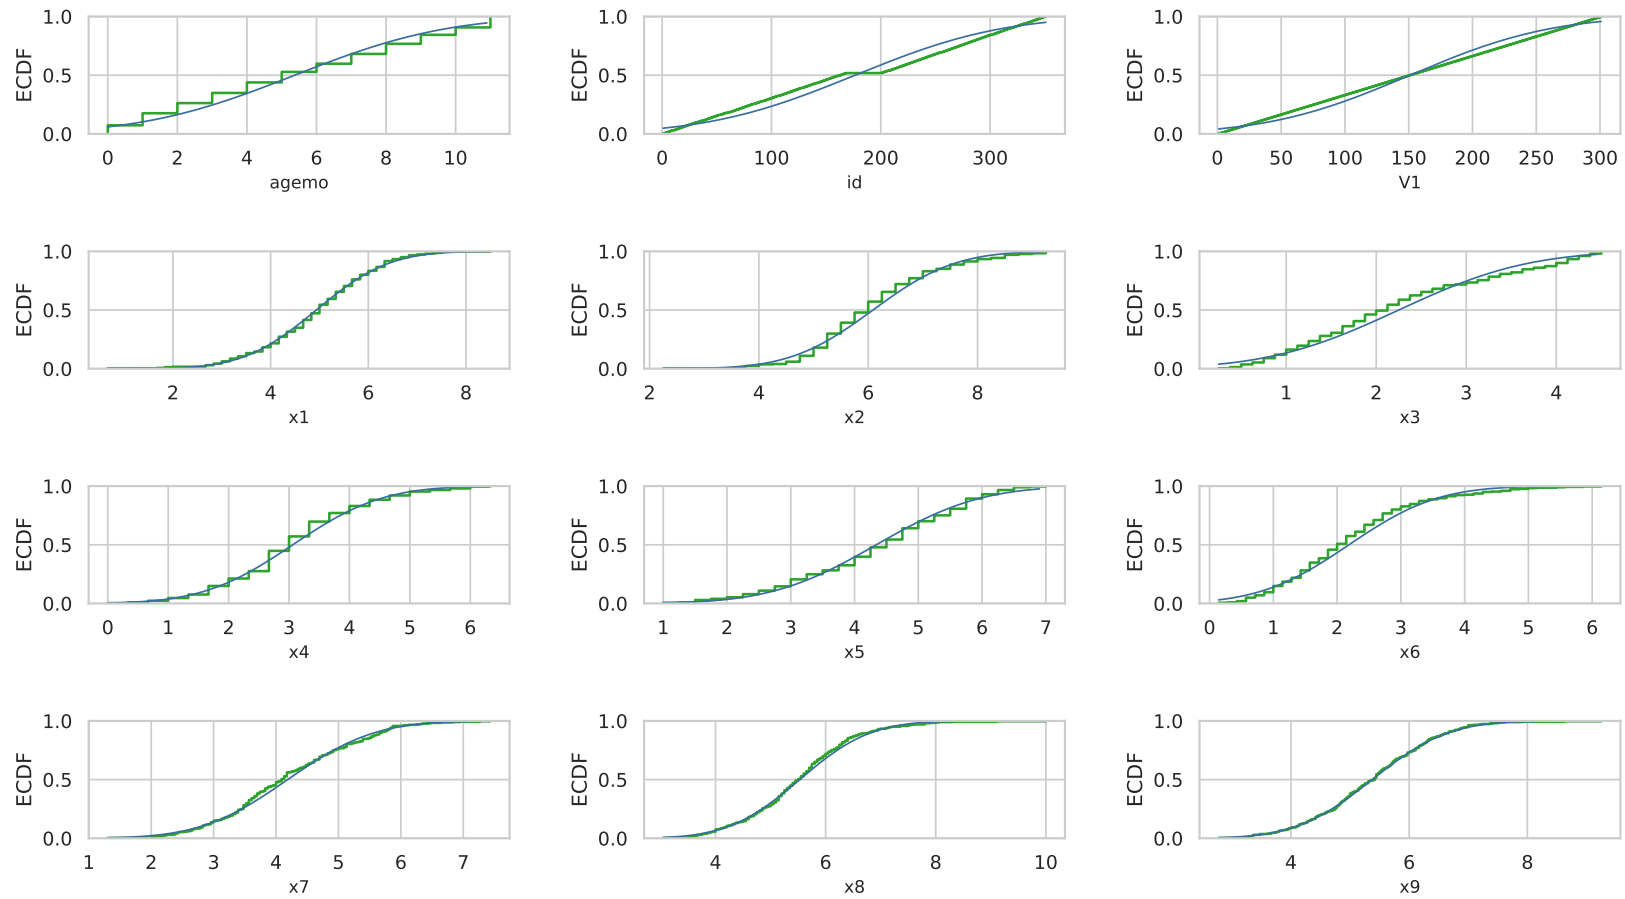 ECDF 1.0 0.5 0.0
0 2 4 6 8 10
agemo
ECDF 1.0 0.5 0.0
0 100 200 300
id
ECDF 1.0 0.5 0.0
0 50 100 150 200 250 300
V1
ECDF 1.0 0.5 0.0
2 4 6 8
x1
ECDF 1.0 0.5 0.0
2 4 6 8
x2
ECDF 1.0 0.5 0.0
1 2 3 4
x3
ECDF 1.0 0.5 0.0
0 1 2 3 4 5 6
x4
ECDF 1.0 0.5 0.0
1 2 3 4 5 6 7
x5
ECDF 1.0 0.5 0.0
0 1 2 3 4 5 6
x6
ECDF 1.0 0.5 0.0
1 2 3 4 5 6 7
x7
ECDF 1.0 0.5 0.0
4 6 8 10
x8
ECDF 1.0 0.5 0.0
4 6 8
x9